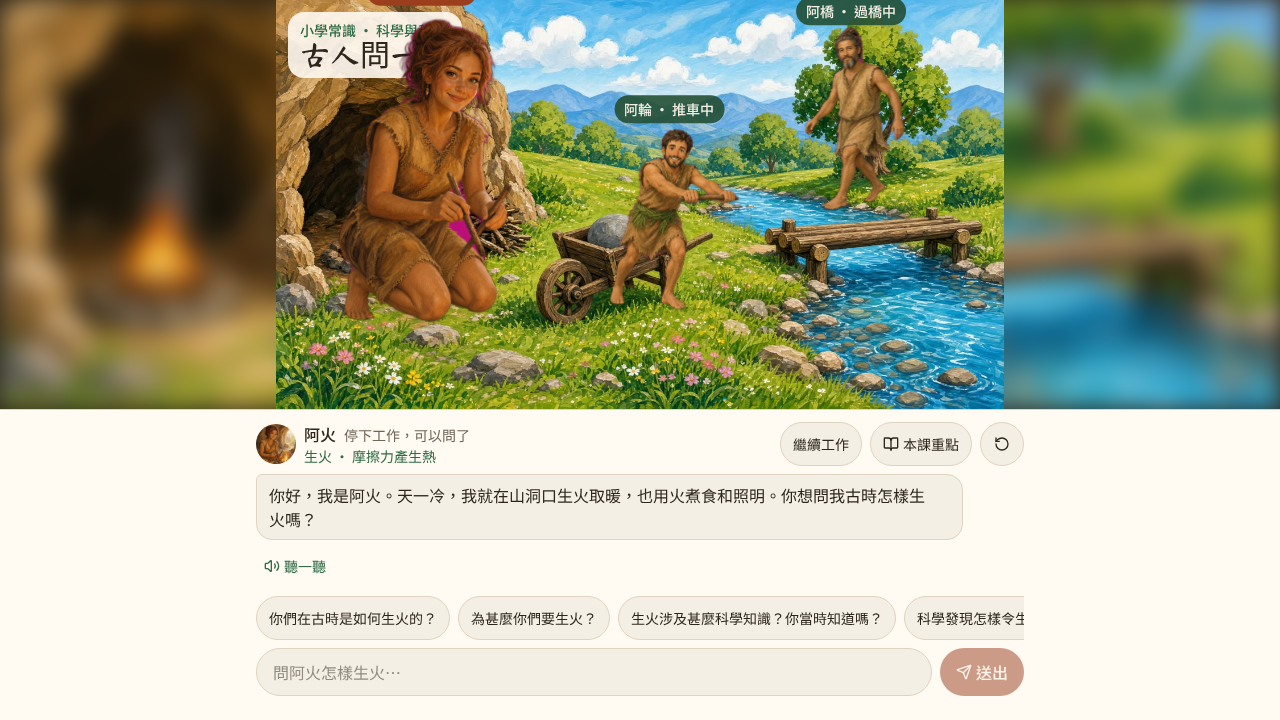 阿橋 • 過橋中
小學常識 • 科學與
古人問
阿輪 • 推車中
阿火 停下工作，可以問了
生火 • 摩擦力產生熱
繼續工作
本課重點
你好，我是阿火。天一冷，我就在山洞口生火取暖，也用火煮食和照明。你想問我古時怎樣生
火嗎？
聽一聽
你們在古時是如何生火的？
為甚麼你們要生火？
生火涉及甚麼科學知識？你當時知道嗎？
科學發現怎樣令生
問阿火怎樣生火…
送出